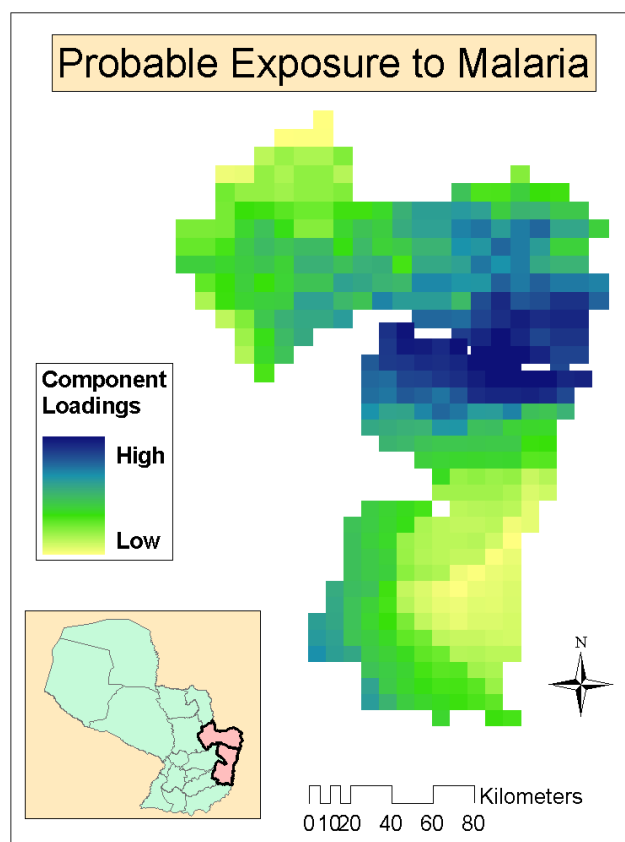 Probable Exposure to Malaria
Component
Loadings
High
Low
N
Kilometers
0 10 20 40 60 80